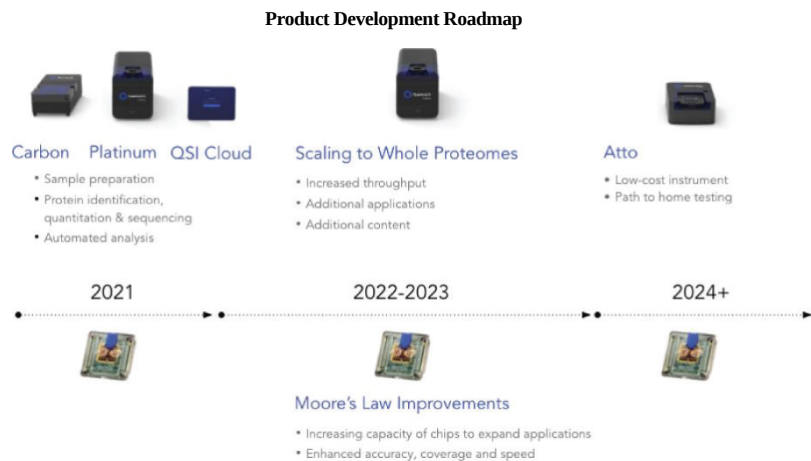 Product Development Roadmap
Carbon Platinum QSI Cloud
• Sample preparation
• Protein identification,
quantitation & sequencing
• Automated analysis
Scaling to Whole Proteomes
• Increased throughput
• Additional applications
• Additional content
Atto
• Low-cost instrument
• Path to home testing
2021
2022-2023
2024+
Moore's Law Improvements
• Increasing capacity of chips to expand applications
• Enhanced accuracy, coverage and speed